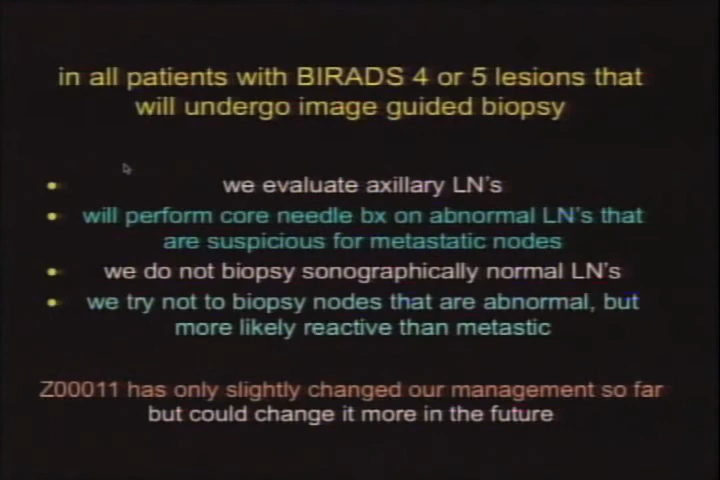 in all patients with BIRADS 4 or 5 lesions that
will undergo image guided biopsy
• we evaluate axillary LN's
• will perform core needle bx on abnormal LN's that
are suspicious for metastatic nodes
• we do not biopsy sonographically normal LN's
• we try not to biopsy nodes that are abnormal, but
more likely reactive than metastic
Z00011 has only slightly changed our management so far
but could change it more in the future